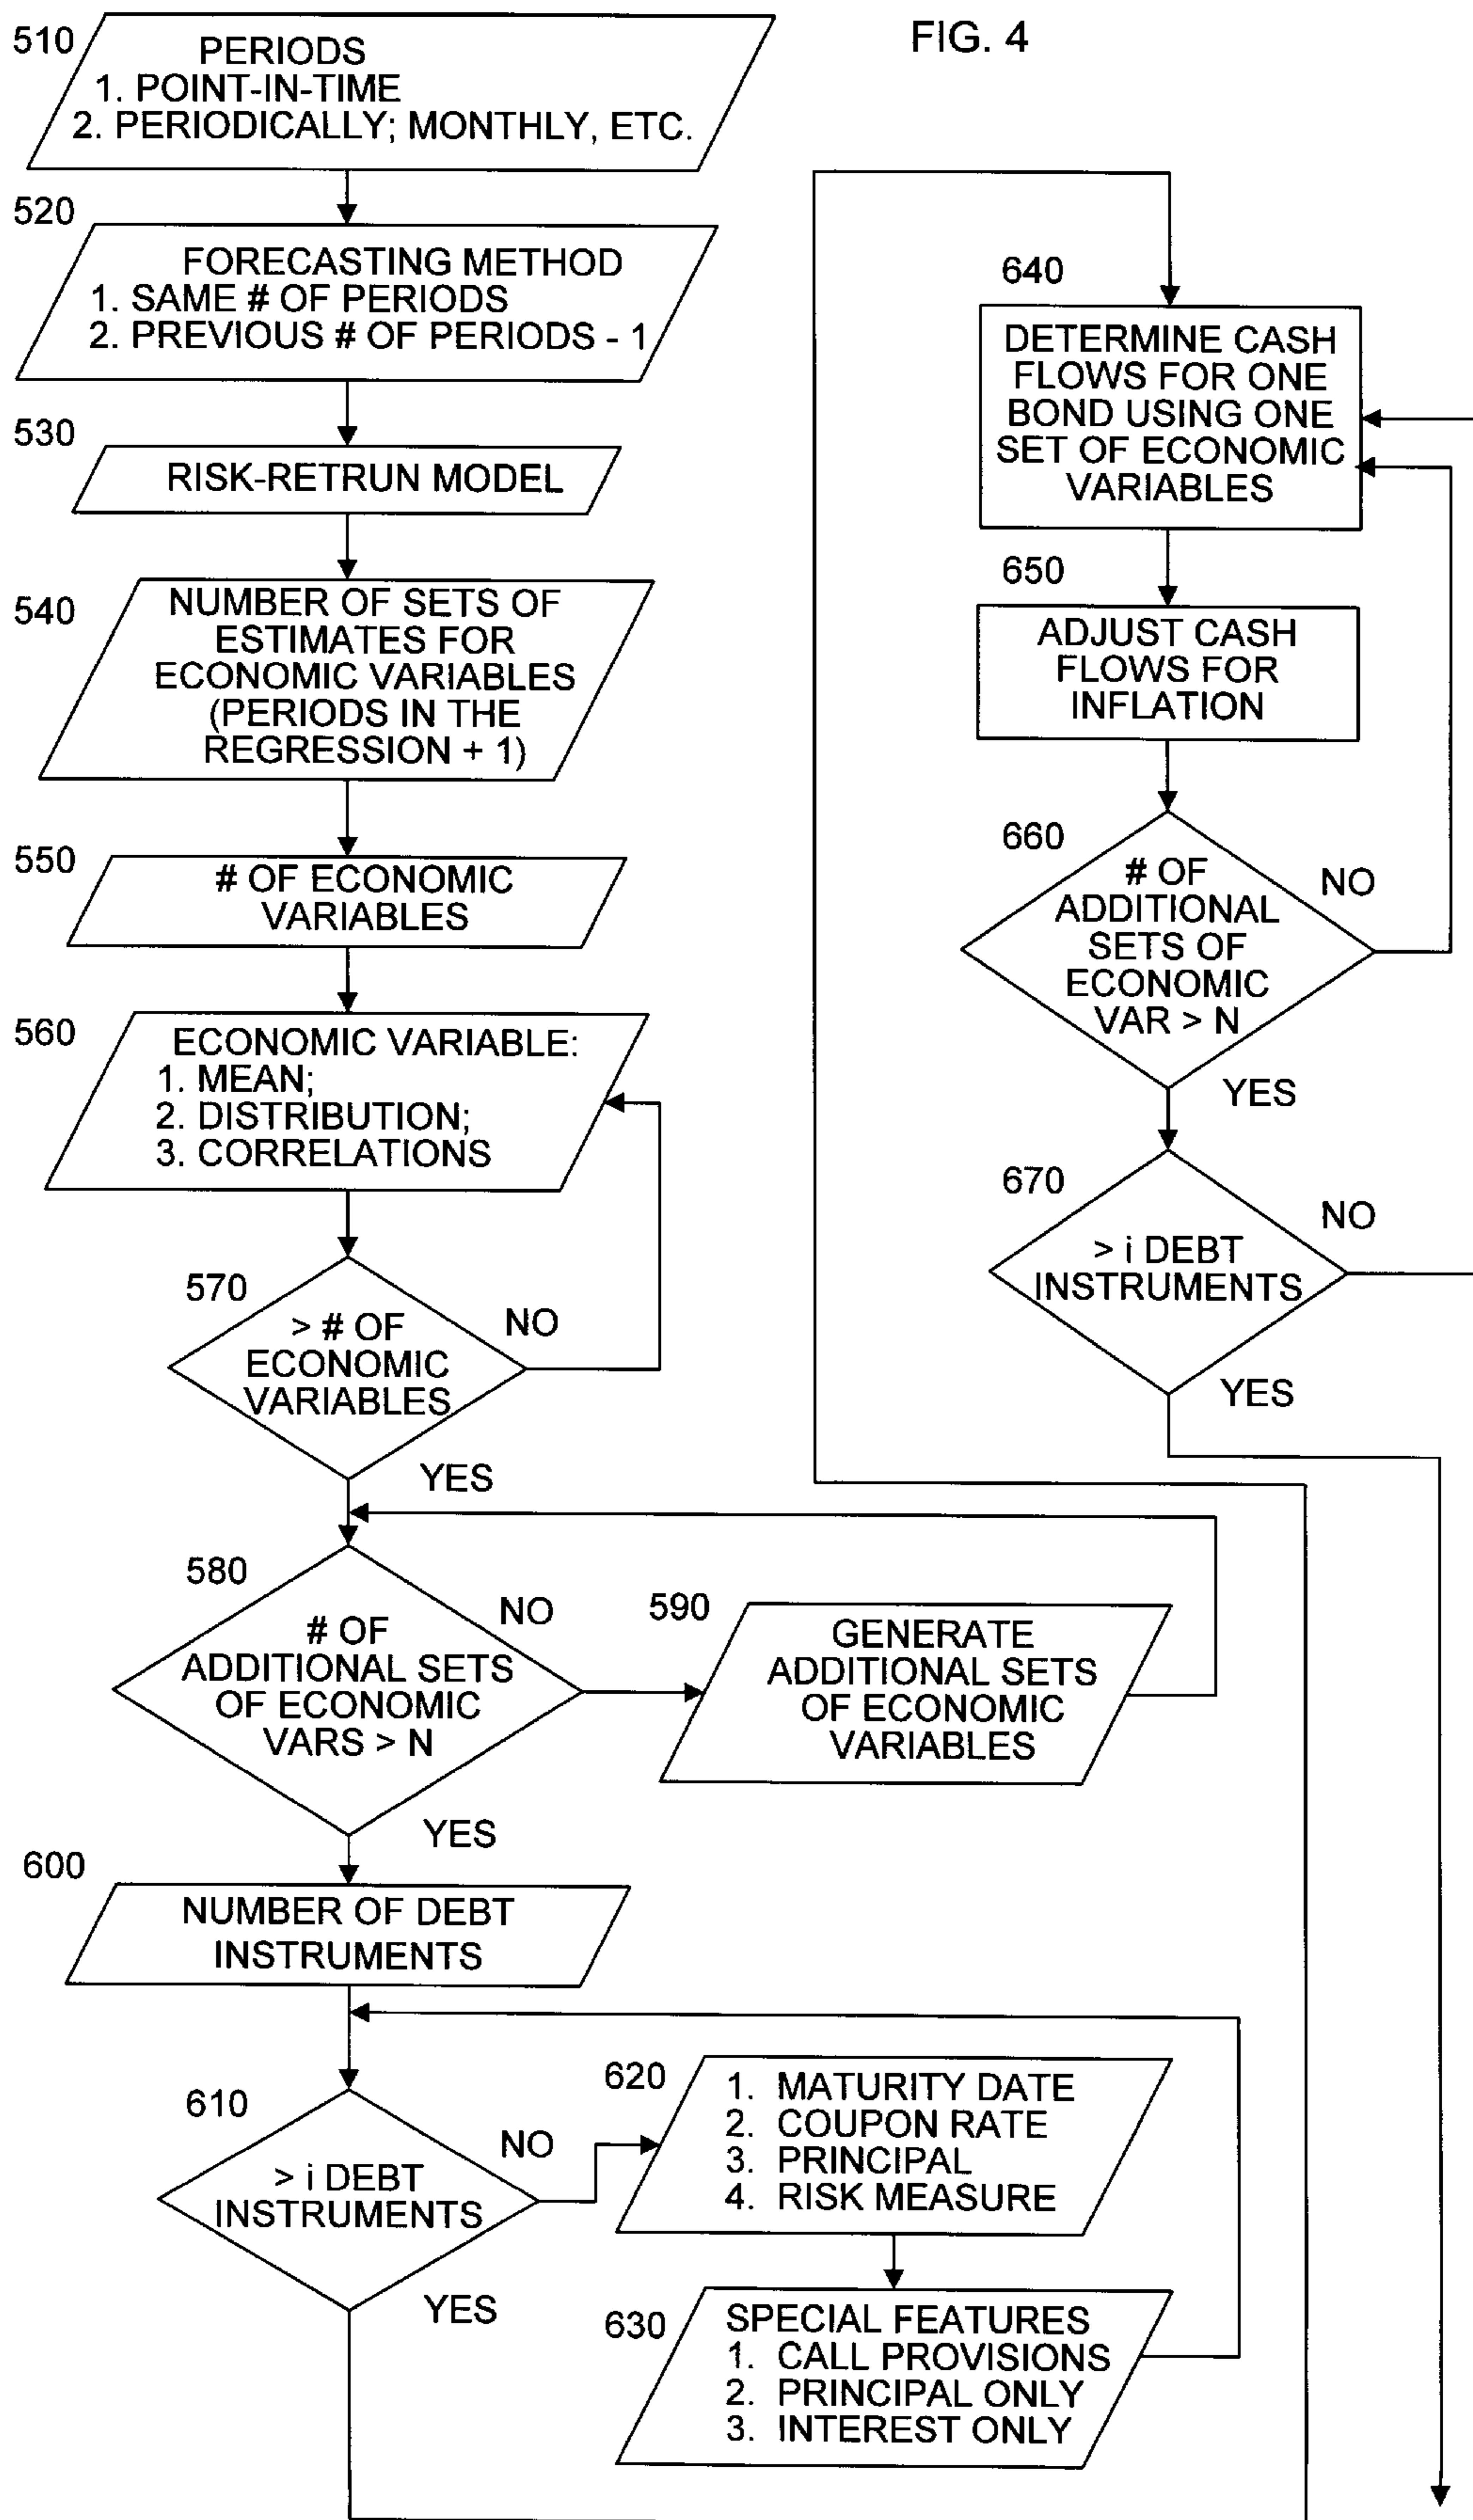 FIG. 4
510
PERIODS
1. POINT-IN-TIME
2. PERIODICALLY; MONTHLY, ETC.
520
FORECASTING METHOD
1. SAME # OF PERIODS
2. PREVIOUS # OF PERIODS - 1
530
RISK-RETRUN MODEL
540
NUMBER OF SETS OF
ESTIMATES FOR
ECONOMIC VARIABLES
(PERIODS IN THE
REGRESSION + 1)
550
# OF ECONOMIC
VARIABLES
560
ECONOMIC VARIABLE:
1. MEAN;
2. DISTRIBUTION;
3. CORRELATIONS
570
> # OF
ECONOMIC
VARIABLES
NO
YES
580
# OF
ADDITIONAL SETS
OF ECONOMIC
VARS > N
NO
YES
590
GENERATE
ADDITIONAL SETS
OF ECONOMIC
VARIABLES
600
NUMBER OF DEBT
INSTRUMENTS
610
> i DEBT
INSTRUMENTS
NO
YES
620
1. MATURITY DATE
2. COUPON RATE
3. PRINCIPAL
4. RISK MEASURE
630
SPECIAL FEATURES
1. CALL PROVISIONS
2. PRINCIPAL ONLY
3. INTEREST ONLY
640
DETERMINE CASH
FLOWS FOR ONE
BOND USING ONE
SET OF ECONOMIC
VARIABLES
650
ADJUST CASH
FLOWS FOR
INFLATION
660
# OF
ADDITIONAL
SETS OF
ECONOMIC
VAR > N
NO
YES
670
> i DEBT
INSTRUMENTS
NO
YES